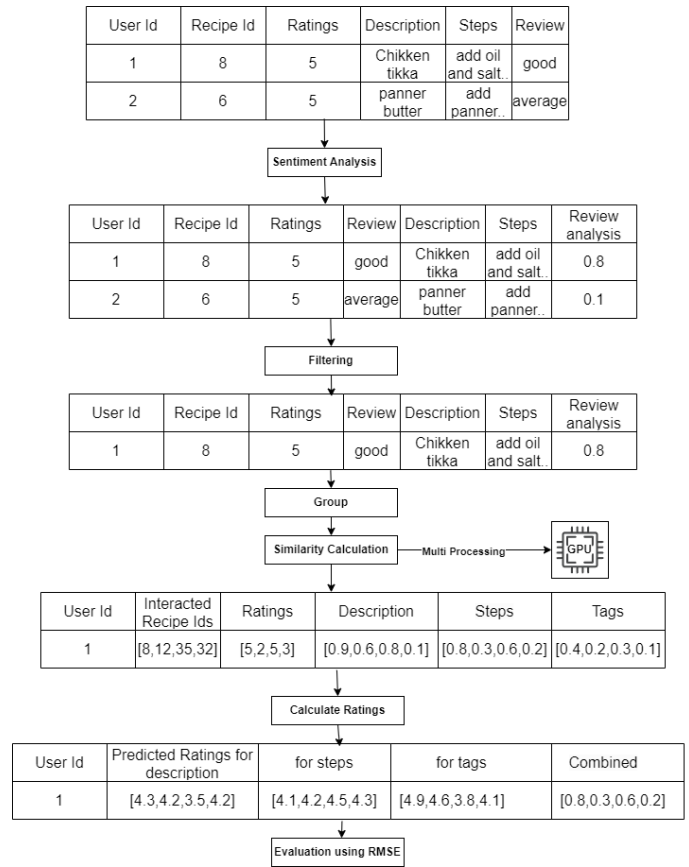 User Id Recipe Id Ratings Description Steps Review
1 8 5 Chikken tikka add oil and salt.. good
2 6 5 panner butter add panner.. average
Sentiment Analysis
User Id Recipe Id Ratings Review Description Steps Review analysis
1 8 5 good Chikken tikka add oil and salt.. 0.8
2 6 5 average panner butter add panner.. 0.1
Filtering
User Id Recipe Id Ratings Review Description Steps Review analysis
1 8 5 good Chikken tikka add oil and salt.. 0.8
Group
Similarity Calculation Multi Processing GPU
User Id Interacted Recipe Ids Ratings Description Steps Tags
1 [8,12,35,32] [5,2,5,3] [0.9,0.6,0.8,0.1] [0.8,0.3,0.6,0.2] [0.4,0.2,0.3,0.1]
Calculate Ratings
User Id Predicted Ratings for description for steps for tags Combined
1 [4.3,4.2,3.5,4.2] [4.1,4.2,4.5,4.3] [4.9,4.6,3.8,4.1] [0.8,0.3,0.6,0.2]
Evaluation using RMSE